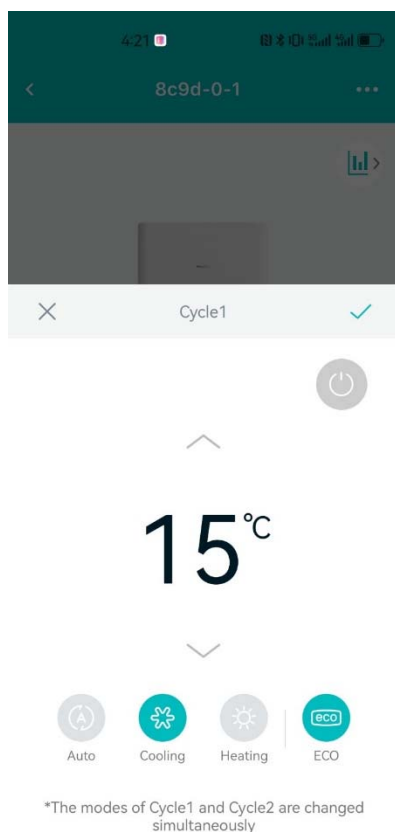 4:21
8c9d-0-1
Cycle1
15°C
A
eco
Auto
Cooling
Heating
ECO
*The modes of Cycle1 and Cycle2 are changed
simultaneously